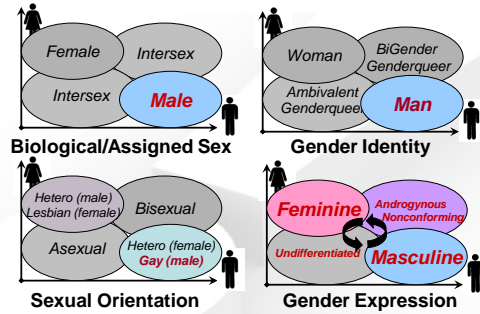 Female
Intersex
Intersex
Male
Biological/Assigned Sex
Woman
BiGender
Genderqueer
Ambivalent
Genderqueer
Man
Gender Identity
Hetero (male)
Lesbian (female)
Bisexual
Asexual
Hetero (female)
Gay (male)
Sexual Orientation
Feminine
Androgynous
Nonconforming
Undifferentiated
Masculine
Gender Expression